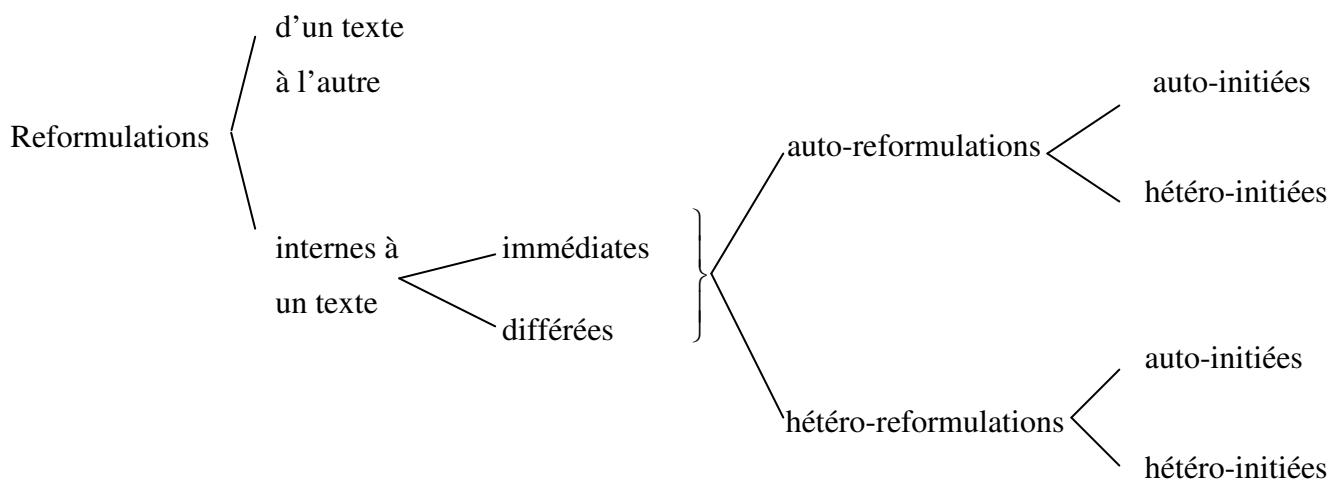 d’un texte
à l’autre
Reformulations
internes à
un texte
immédiates
différées
auto-reformulations
auto-initiées
hétéro-initiées
hétéro-reformulations
auto-initiées
hétéro-initiées